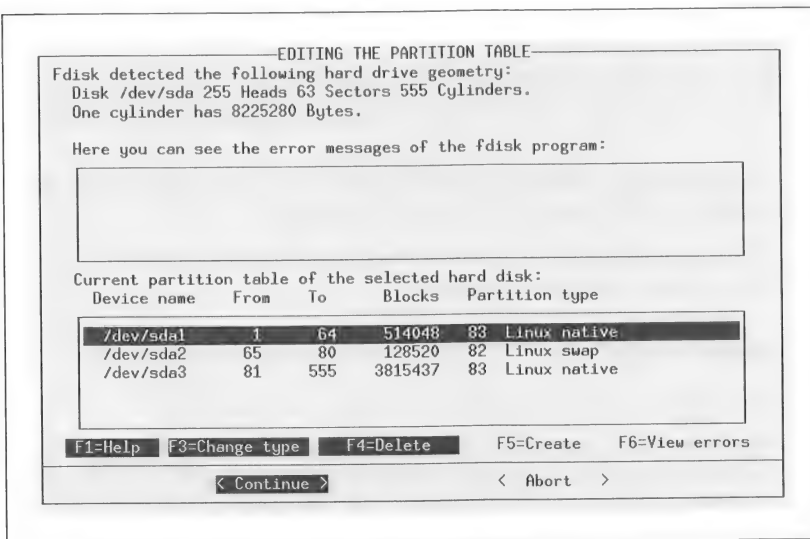 EDITING THE PARTITION TABLE
Fdisk detected the following hard drive geometry:
Disk /dev/sda 255 Heads 63 Sectors 555 Cylinders.
One cylinder has 8225280 Bytes.
Here you can see the error messages of the fdisk program:
Current partition table of the selected hard disk:
Device name From To Blocks Partition type
/dev/sda1 1 64 514048 83 Linux native
/dev/sda2 65 80 128520 82 Linux swap
/dev/sda3 81 555 3815437 83 Linux native
F1=Help F3=Change type F4=Delete F5=Create F6=View errors
< Continue > < Abort >